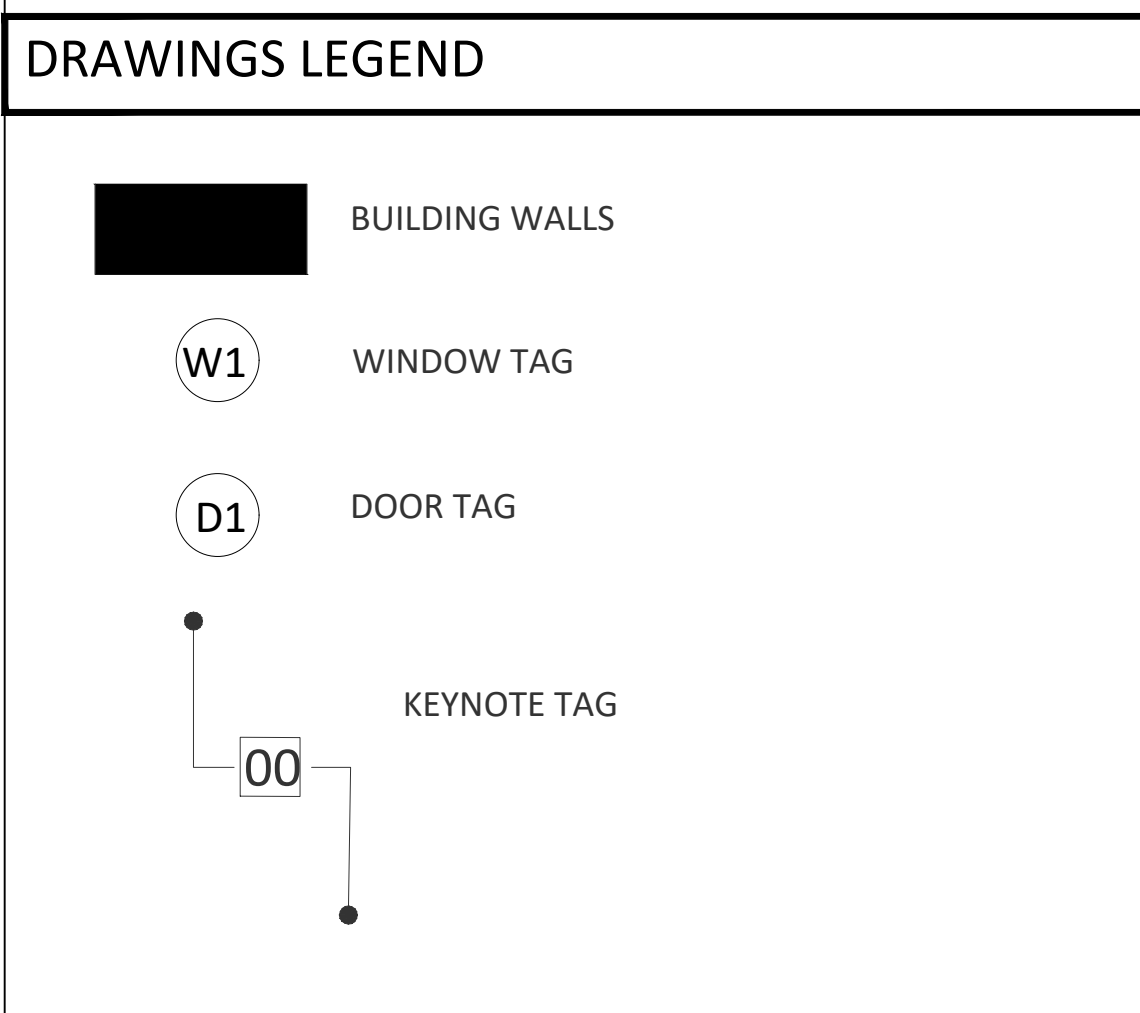 DRAWINGS LEGEND
BUILDING WALLS
W1 WINDOW TAG
D1 DOOR TAG
KEYNOTE TAG
00